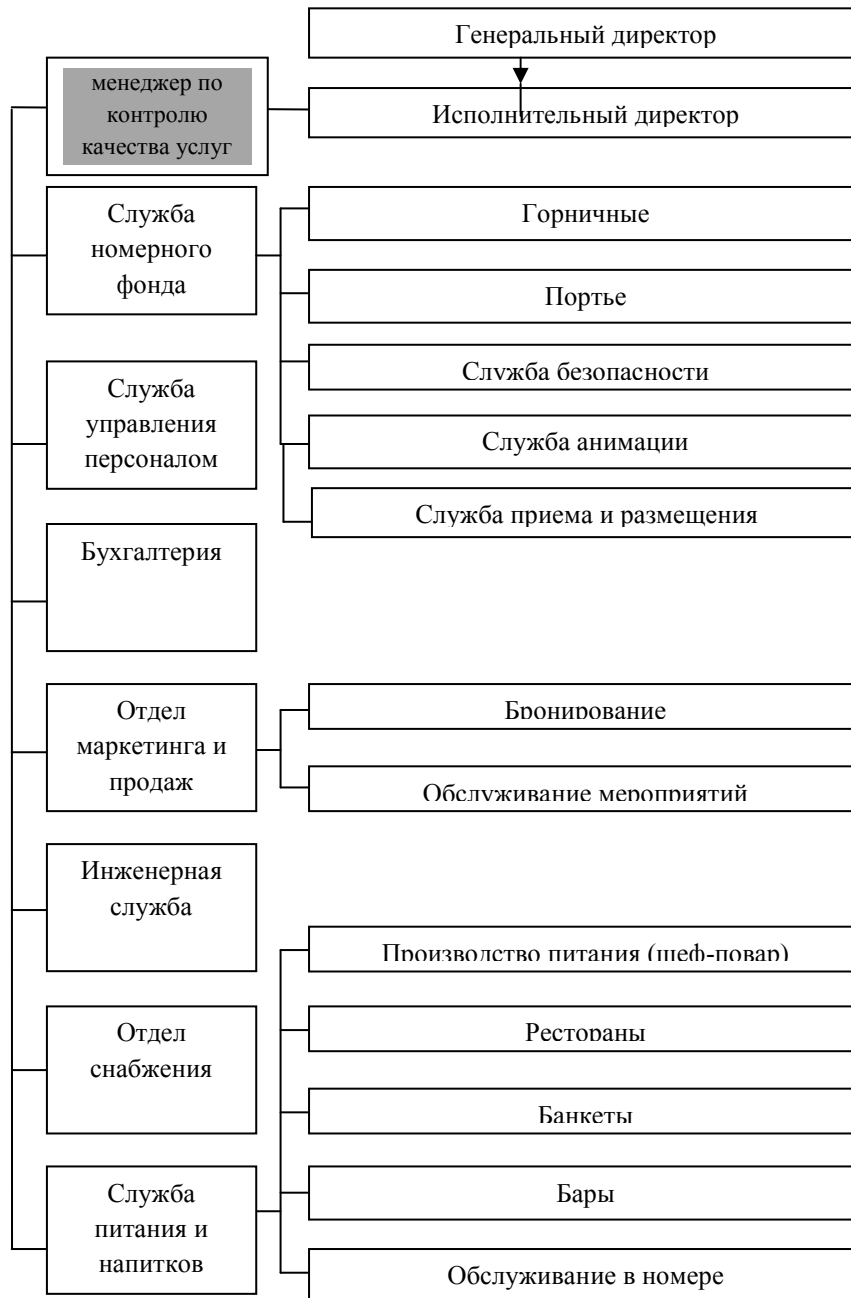 Генеральный директор
менеджер по
контролю
качества услуг
Исполнительный директор
Служба
номерного
фонда
Горничные
Портье
Служба безопасности
Служба
управления
персоналом
Служба анимации
Служба приема и размещения
Бухгалтерия
Отдел
маркетинга и
продаж
Бронирование
Обслуживание мероприятий
Инженерная
служба
Производство питания (шеф-повар)
Отдел
снабжения
Рестораны
Банкеты
Служба
питания и
напитков
Бары
Обслуживание в номере